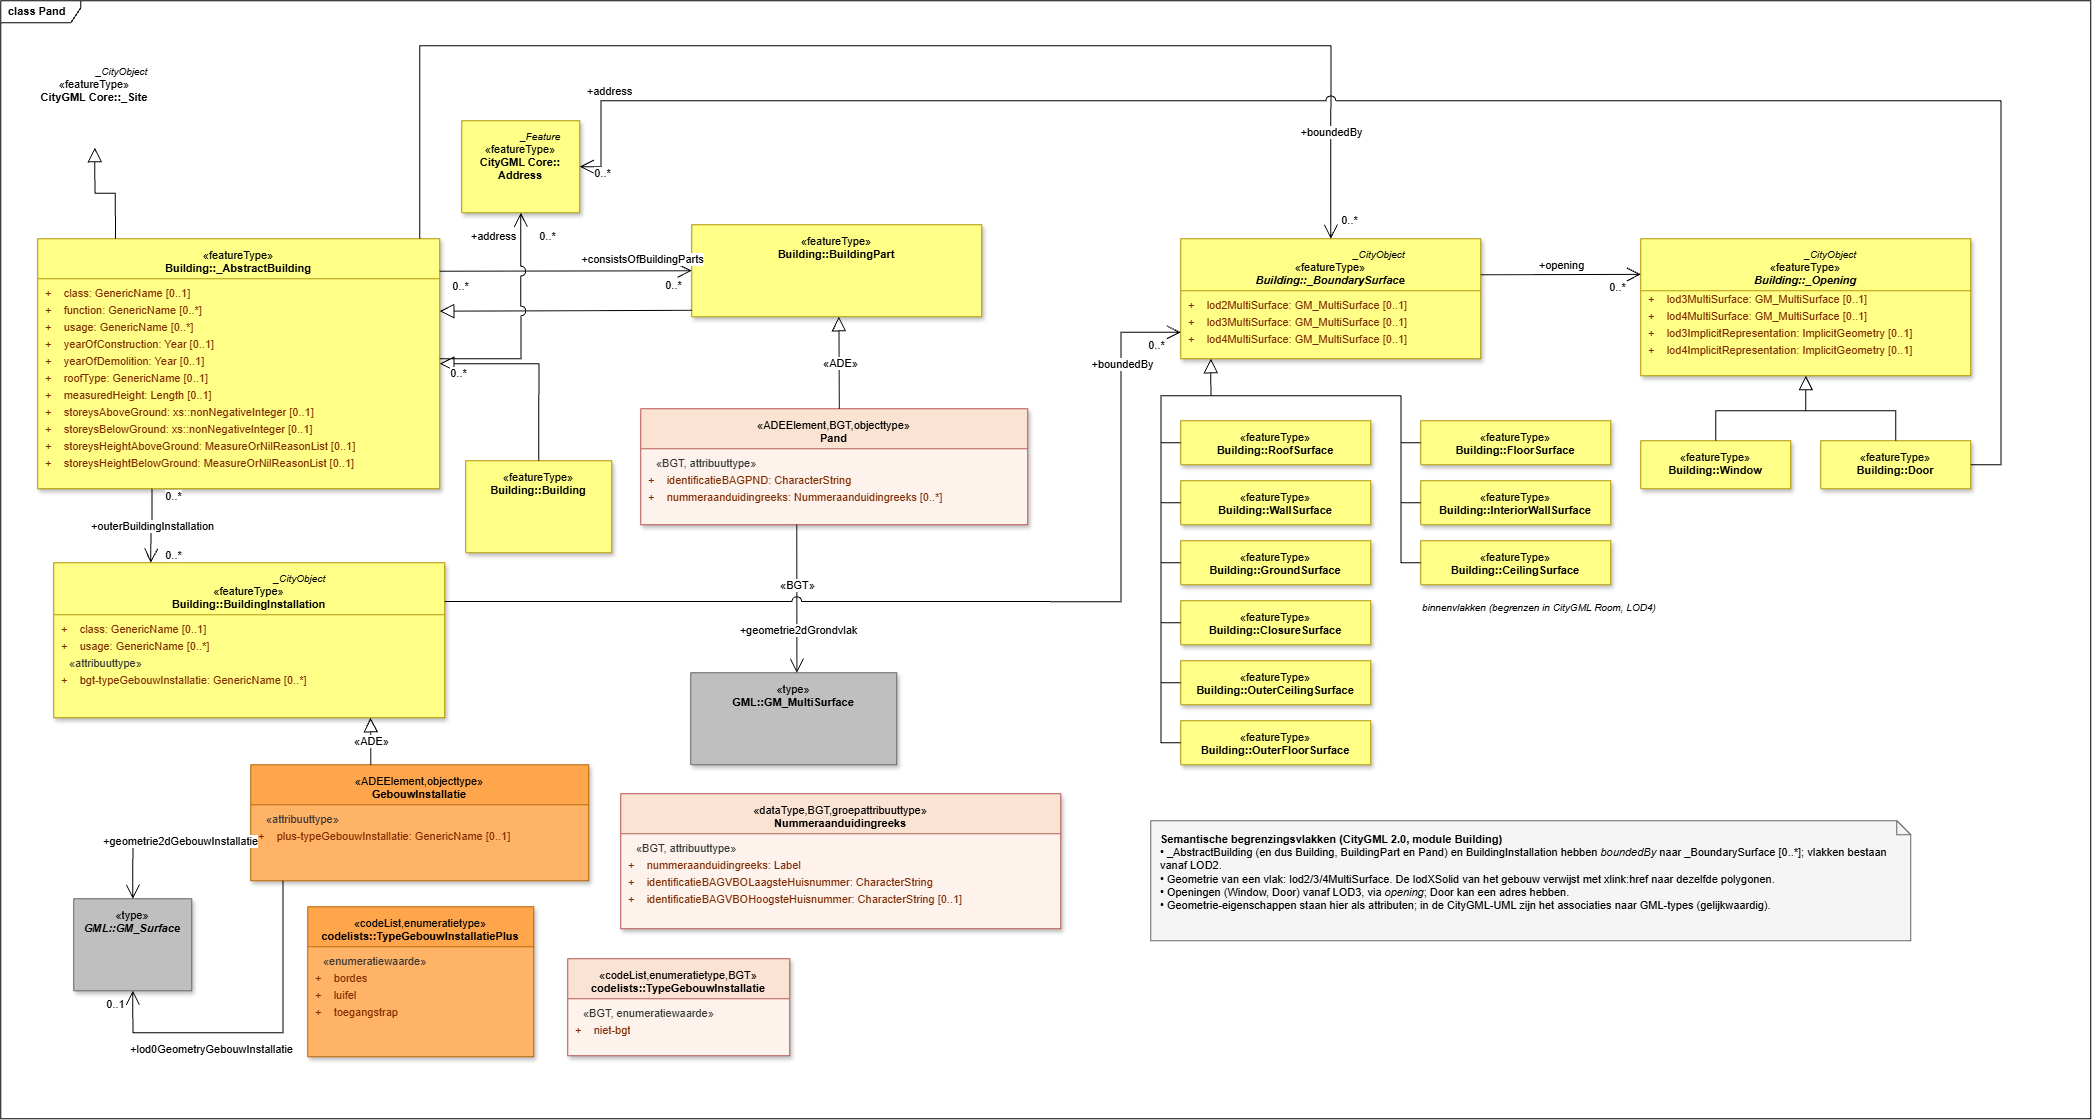 class Pand
_CityObject
«featureType»
CityGML Core::_Site
+address
_Feature
«featureType»
CityGML Core::
Address
0..*
+boundedBy
0..*
+address
0..*
«featureType»
Building::_AbstractBuilding
+ class: GenericName [0..1]
+ function: GenericName [0..*]
+ usage: GenericName [0..*]
+ yearOfConstruction: Year [0..1]
+ yearOfDemolition: Year [0..1]
+ roofType: GenericName [0..1]
+ measuredHeight: Length [0..1]
+ storeysAboveGround: xs::nonNegativeInteger [0..1]
+ storeysBelowGround: xs::nonNegativeInteger [0..1]
+ storeysHeightAboveGround: MeasureOrNilReasonList [0..1]
+ storeysHeightBelowGround: MeasureOrNilReasonList [0..1]
+consistsOfBuildingParts
0..*
0..*
0..*
«featureType»
Building::BuildingPart
«ADE»
«featureType»
Building::Building
«ADEElement,BGT,objecttype»
Pand
«BGT, attribuuttype»
+ identificatieBAGPND: CharacterString
+ nummeraanduidingreeks: Nummeraanduidingreeks [0..*]
_CityObject
«featureType»
Building::_BoundarySurface
+ lod2MultiSurface: GM_MultiSurface [0..1]
+ lod3MultiSurface: GM_MultiSurface [0..1]
+ lod4MultiSurface: GM_MultiSurface [0..1]
+opening
0..*
_CityObject
«featureType»
Building::_Opening
+ lod3MultiSurface: GM_MultiSurface [0..1]
+ lod4MultiSurface: GM_MultiSurface [0..1]
+ lod3ImplicitRepresentation: ImplicitGeometry [0..1]
+ lod4ImplicitRepresentation: ImplicitGeometry [0..1]
0..*
+boundedBy
«featureType»
Building::RoofSurface
«featureType»
Building::FloorSurface
«featureType»
Building::Window
«featureType»
Building::Door
«featureType»
Building::WallSurface
«featureType»
Building::InteriorWallSurface
«featureType»
Building::GroundSurface
«featureType»
Building::CeilingSurface
«featureType»
Building::ClosureSurface
binnenvlakken (begrenzen in CityGML Room, LOD4)
«featureType»
Building::OuterCeilingSurface
«featureType»
Building::OuterFloorSurface
0..*
+outerBuildingInstallation
0..*
_CityObject
«featureType»
Building::BuildingInstallation
+ class: GenericName [0..1]
+ usage: GenericName [0..*]
«attribuuttype»
+ bgt-typeGebouwInstallatie: GenericName [0..*]
«BGT»
+geometrie2dGrondvlak
«type»
GML::GM_MultiSurface
«ADE»
«ADEElement,objecttype»
GebouwInstallatie
«attribuuttype»
+ plus-typeGebouwInstallatie: GenericName [0..1]
+geometrie2dGebouwInstallatie
«type»
GML::GM_Surface
0..1
+lod0GeometryGebouwInstallatie
«codeList,enumeratietype»
codelists::TypeGebouwInstallatiePlus
«enumeratiewaarde»
+ bordes
+ luifel
+ toegangstrap
«dataType,BGT,groepattribuuttype»
Nummeraanduidingreeks
«BGT, attribuuttype»
+ nummeraanduidingreeks: Label
+ identificatieBAGVBOLaagsteHuisnummer: CharacterString
+ identificatieBAGVBOHoogsteHuisnummer: CharacterString [0..1]
«codeList,enumeratietype,BGT»
codelists::TypeGebouwInstallatie
«BGT, enumeratiewaarde»
+ niet-bgt
Semantische begrenzingsvlakken (CityGML 2.0, module Building)
• _AbstractBuilding (en dus Building, BuildingPart en Pand) en BuildingInstallation hebben boundedBy naar _BoundarySurface [0..*]; vlakken bestaan
vanaf LOD2.
• Geometrie van een vlak: lod2/3/4MultiSurface. De lodXSolid van het gebouw verwijst met xlink:href naar dezelfde polygonen.
• Openingen (Window, Door) vanaf LOD3, via opening; Door kan een adres hebben.
• Geometrie-eigenschappen staan hier als attributen; in de CityGML-UML zijn het associaties naar GML-types (gelijkwaardig).